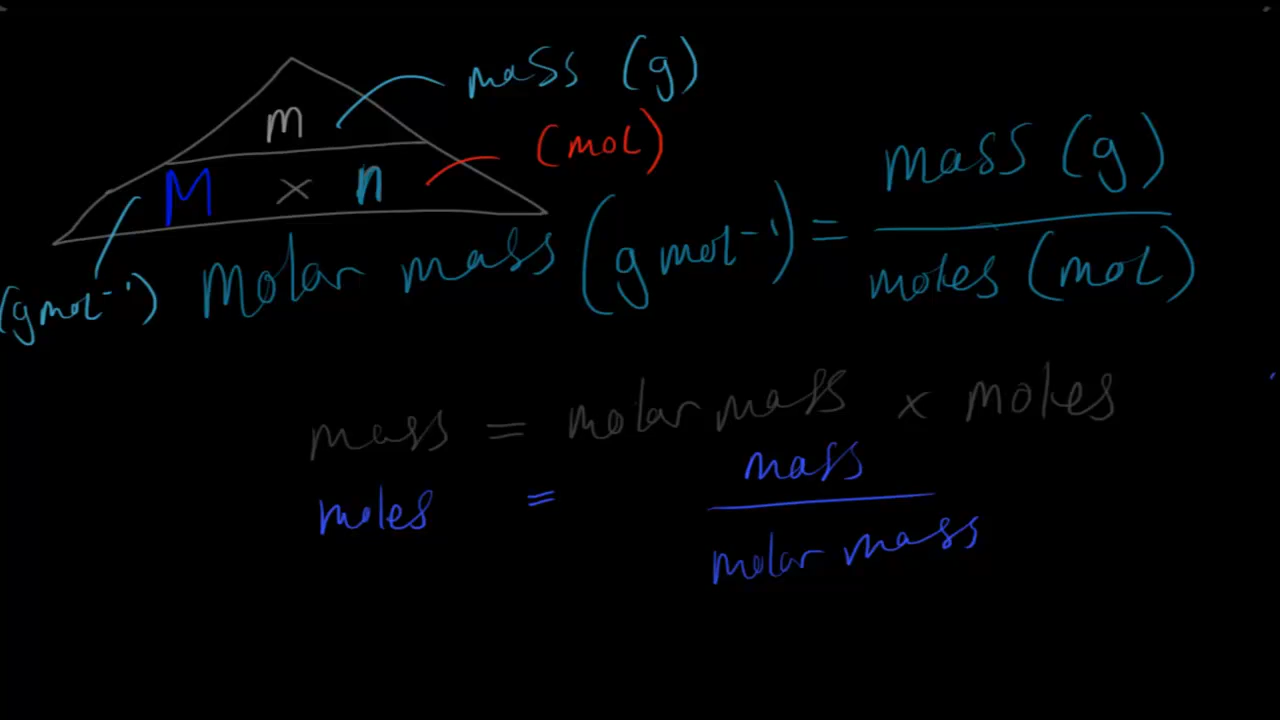 mass (g)
m
(mol)
M × n
(gmol⁻¹)
molar mass (gmol⁻¹) = mass (g) / moles (mol)
mass = molar mass × moles
moles = mass / molar mass